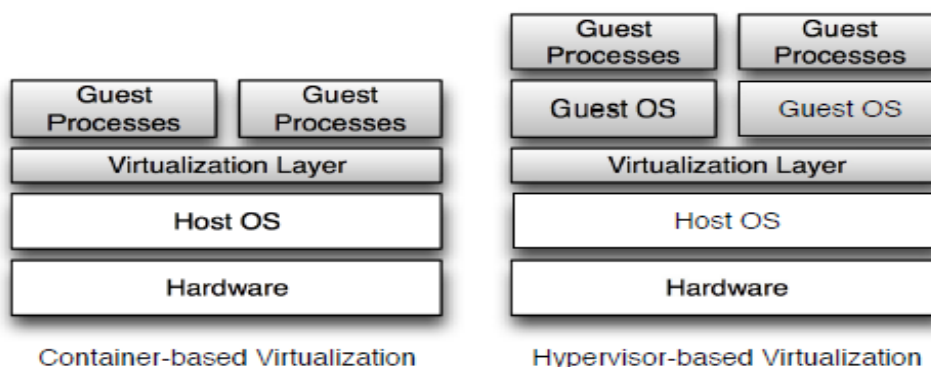 Guest
Processes
Guest
Processes
Virtualization Layer
Host OS
Hardware
Container-based Virtualization
Guest
Processes
Guest
Processes
Guest OS
Guest OS
Virtualization Layer
Host OS
Hardware
Hypervisor-based Virtualization